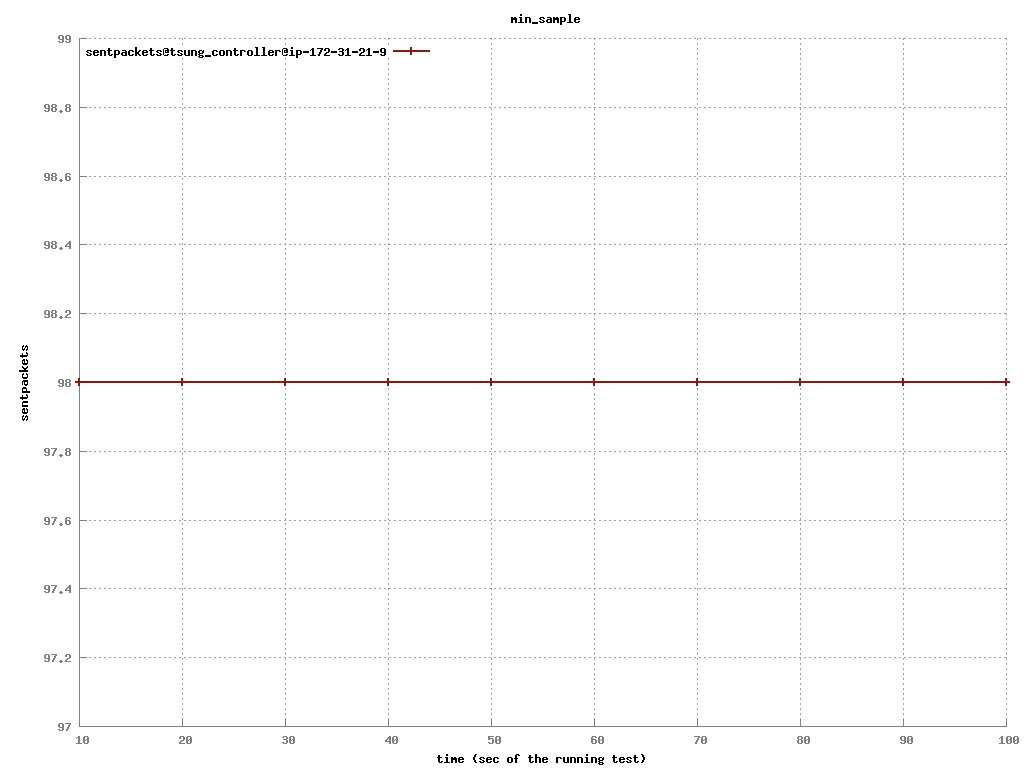 min_sample
99
sentpackets@tsung_controller@ip-172-31-21-9
98.8
98.6
98.4
98.2
98
97.8
97.6
97.4
97.2
97
sentpackets
10 20 30 40 50 60 70 80 90 100
time (sec of the running test)